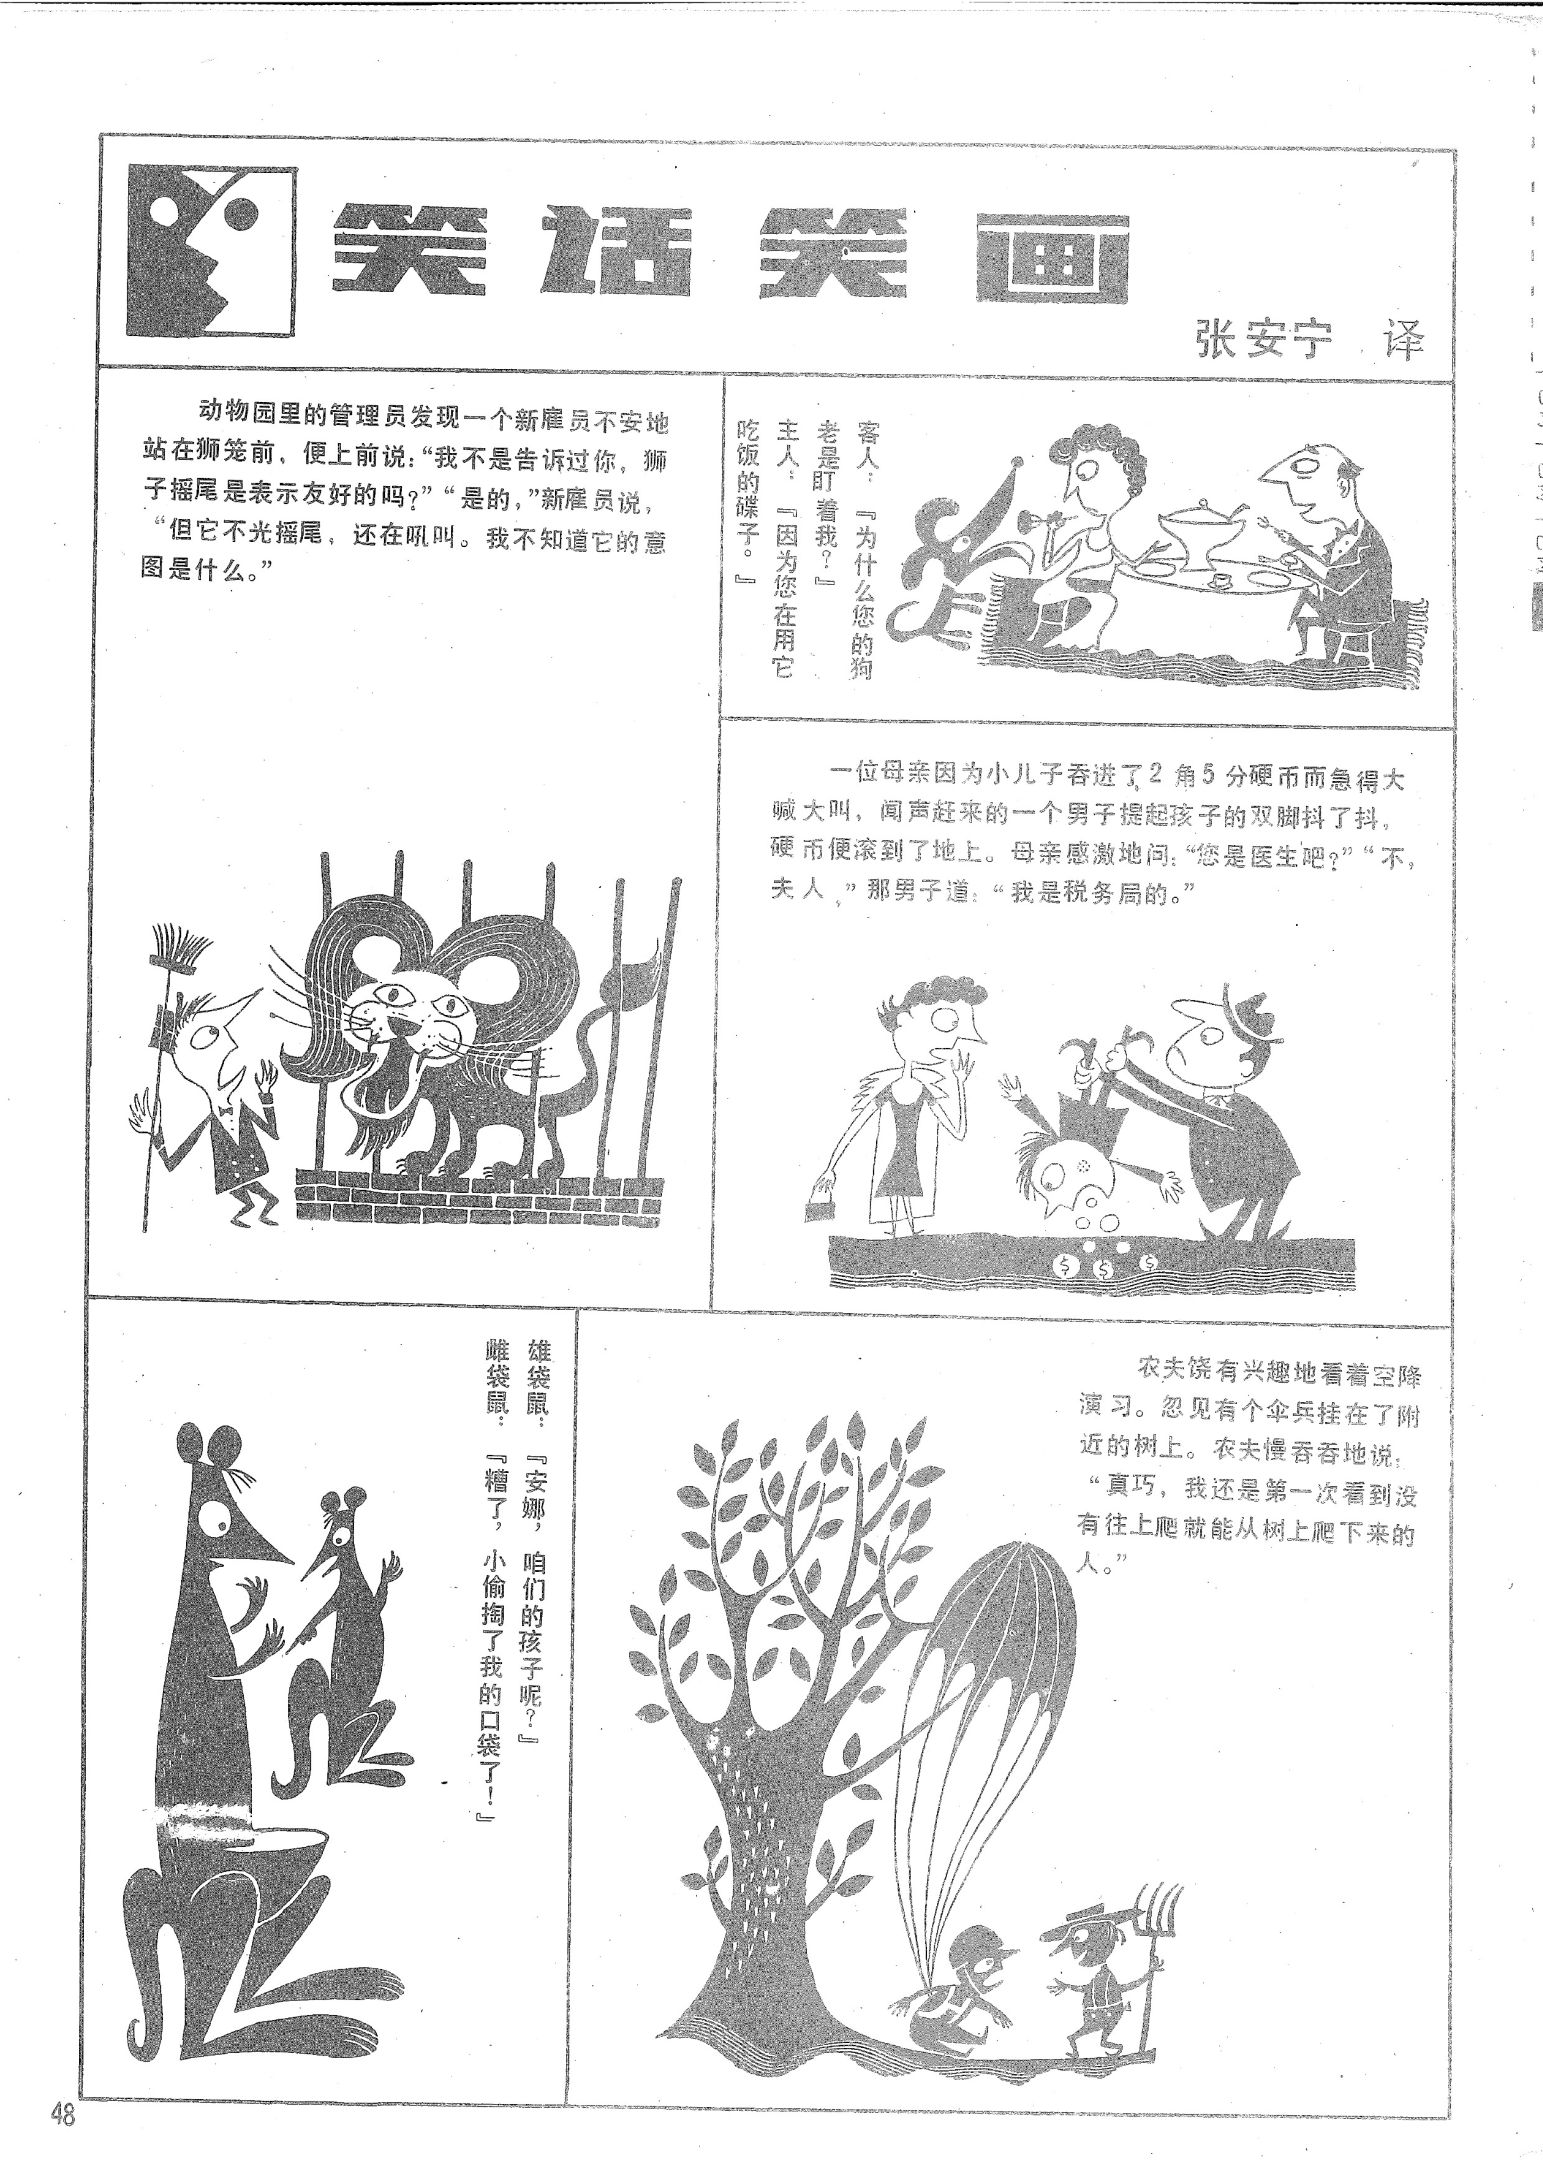 笑话笑画
张安宁 译
动物园里的管理员发现一个新雇员不安地
站在狮笼前，便上前说：“我不是告诉过你，狮
子摇尾是表示友好的吗？”“是的，”新雇员说，
“但它不光摇尾，还在吼叫。我不知道它的意
图是什么。”
客人：『为什么您的狗
老是盯着我？』
主人：『因为您在用它
吃饭的碟子。』
一位母亲因为小儿子吞进了2角5分硬币而急得大
喊大叫，闻声赶来的一个男子提起孩子的双脚抖了抖，
硬币便滚到了地上。母亲感激地问：“您是医生吧？”“不，
夫人，”那男子道：“我是税务局的。”
$ $ $
雄袋鼠：『安娜，咱们的孩子呢？』
雌袋鼠：『糟了，小偷掏了我的口袋了！』
农夫饶有兴趣地看着空降
演习。忽见有个伞兵挂在了附
近的树上。农夫慢吞吞地说：
“真巧，我还是第一次看到没
有往上爬就能从树上爬下来的
人。”
48